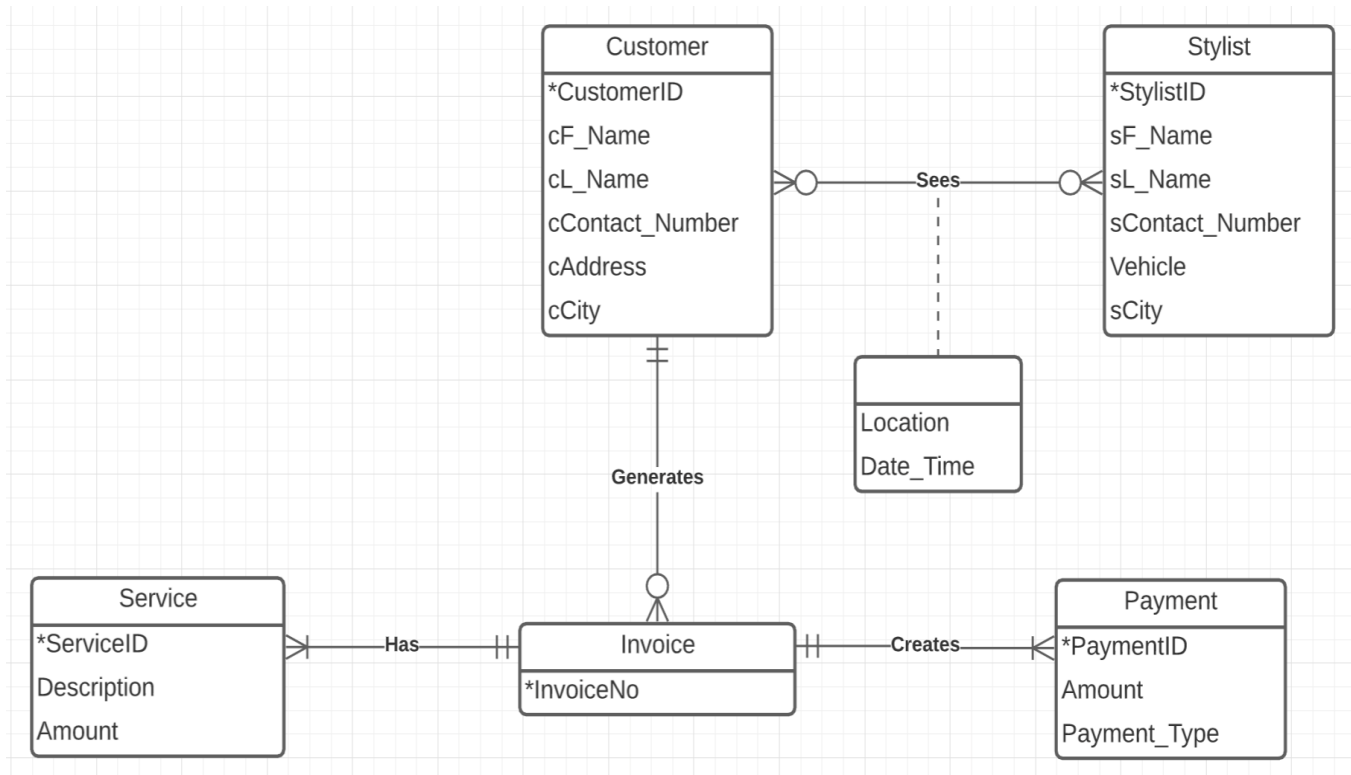 Customer
*CustomerID
cF_Name
cL_Name
cContact_Number
cAddress
cCity
Sees
Stylist
*StylistID
sF_Name
sL_Name
sContact_Number
Vehicle
sCity
Location
Date_Time
Generates
Service
*ServiceID
Description
Amount
Has
Invoice
*InvoiceNo
Creates
Payment
*PaymentID
Amount
Payment_Type